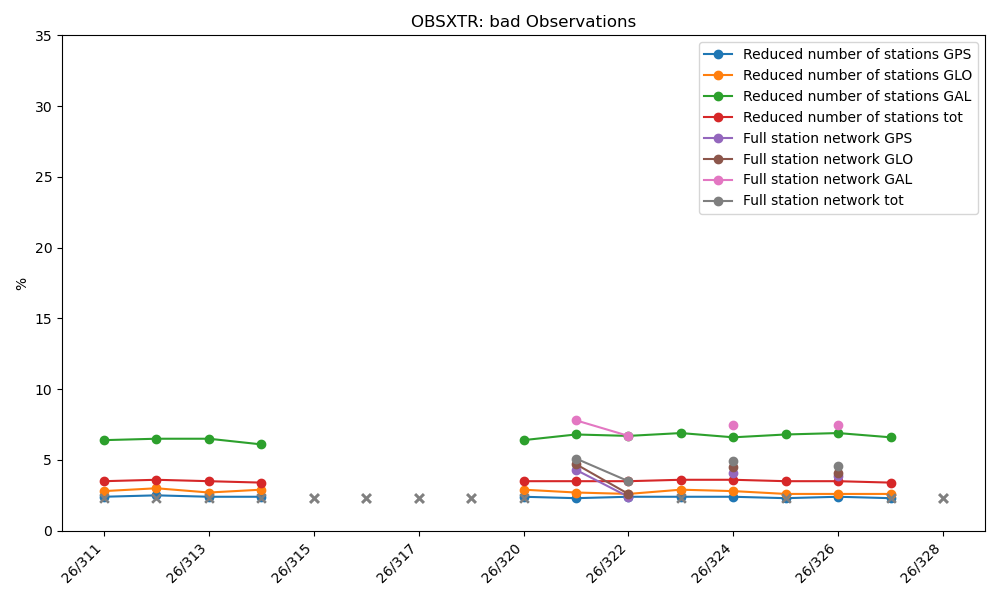 OBSXTR: bad Observations
35
30
25
20
15
10
5
0
%
Reduced number of stations GPS
Reduced number of stations GLO
Reduced number of stations GAL
Reduced number of stations tot
Full station network GPS
Full station network GLO
Full station network GAL
Full station network tot
26/311
26/313
26/315
26/317
26/320
26/322
26/324
26/326
26/328